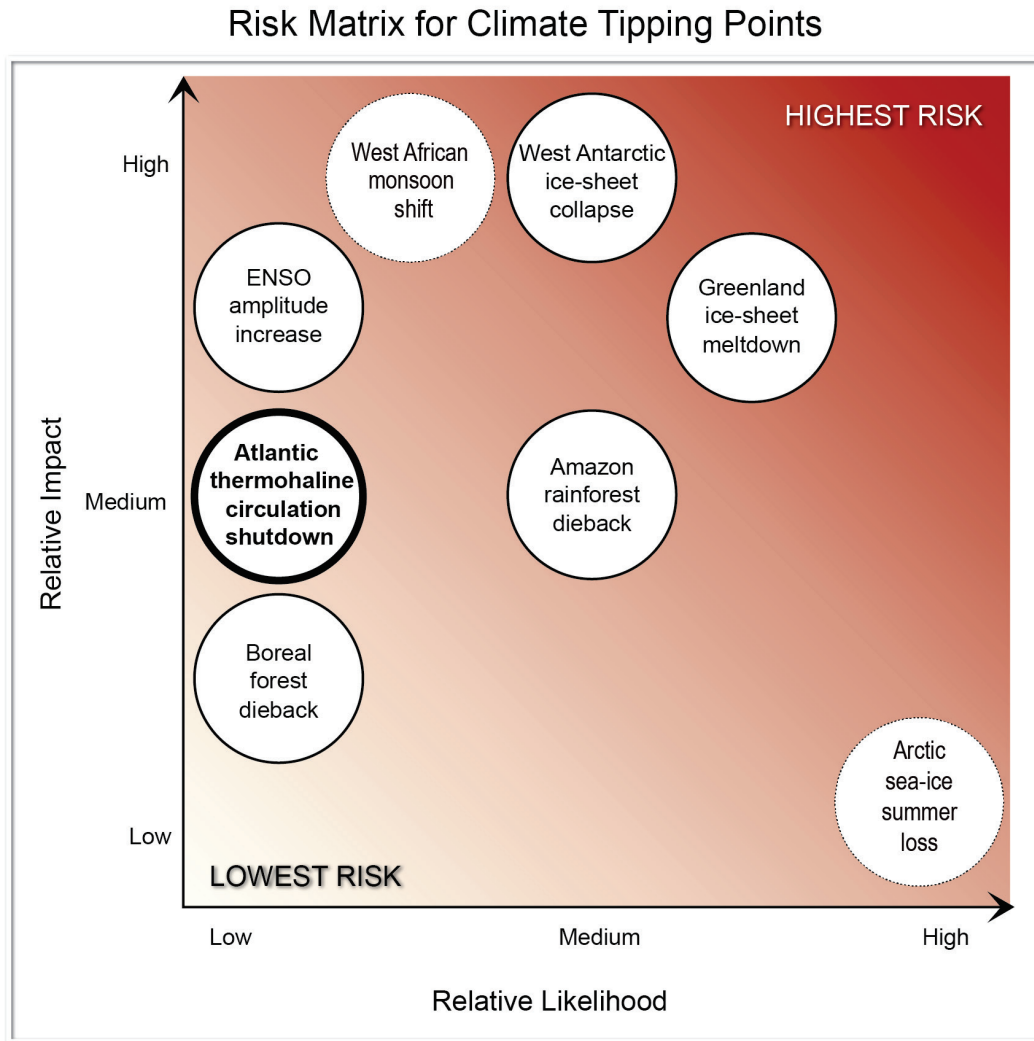 Risk Matrix for Climate Tipping Points
HIGHEST RISK
High
West African
monsoon
shift
West Antarctic
ice-sheet
collapse
ENSO
amplitude
increase
Greenland
ice-sheet
meltdown
Relative Impact
Medium
Atlantic
thermohaline
circulation
shutdown
Amazon
rainforest
dieback
Boreal
forest
dieback
Arctic
sea-ice
summer
loss
Low
LOWEST RISK
Low
Medium
High
Relative Likelihood